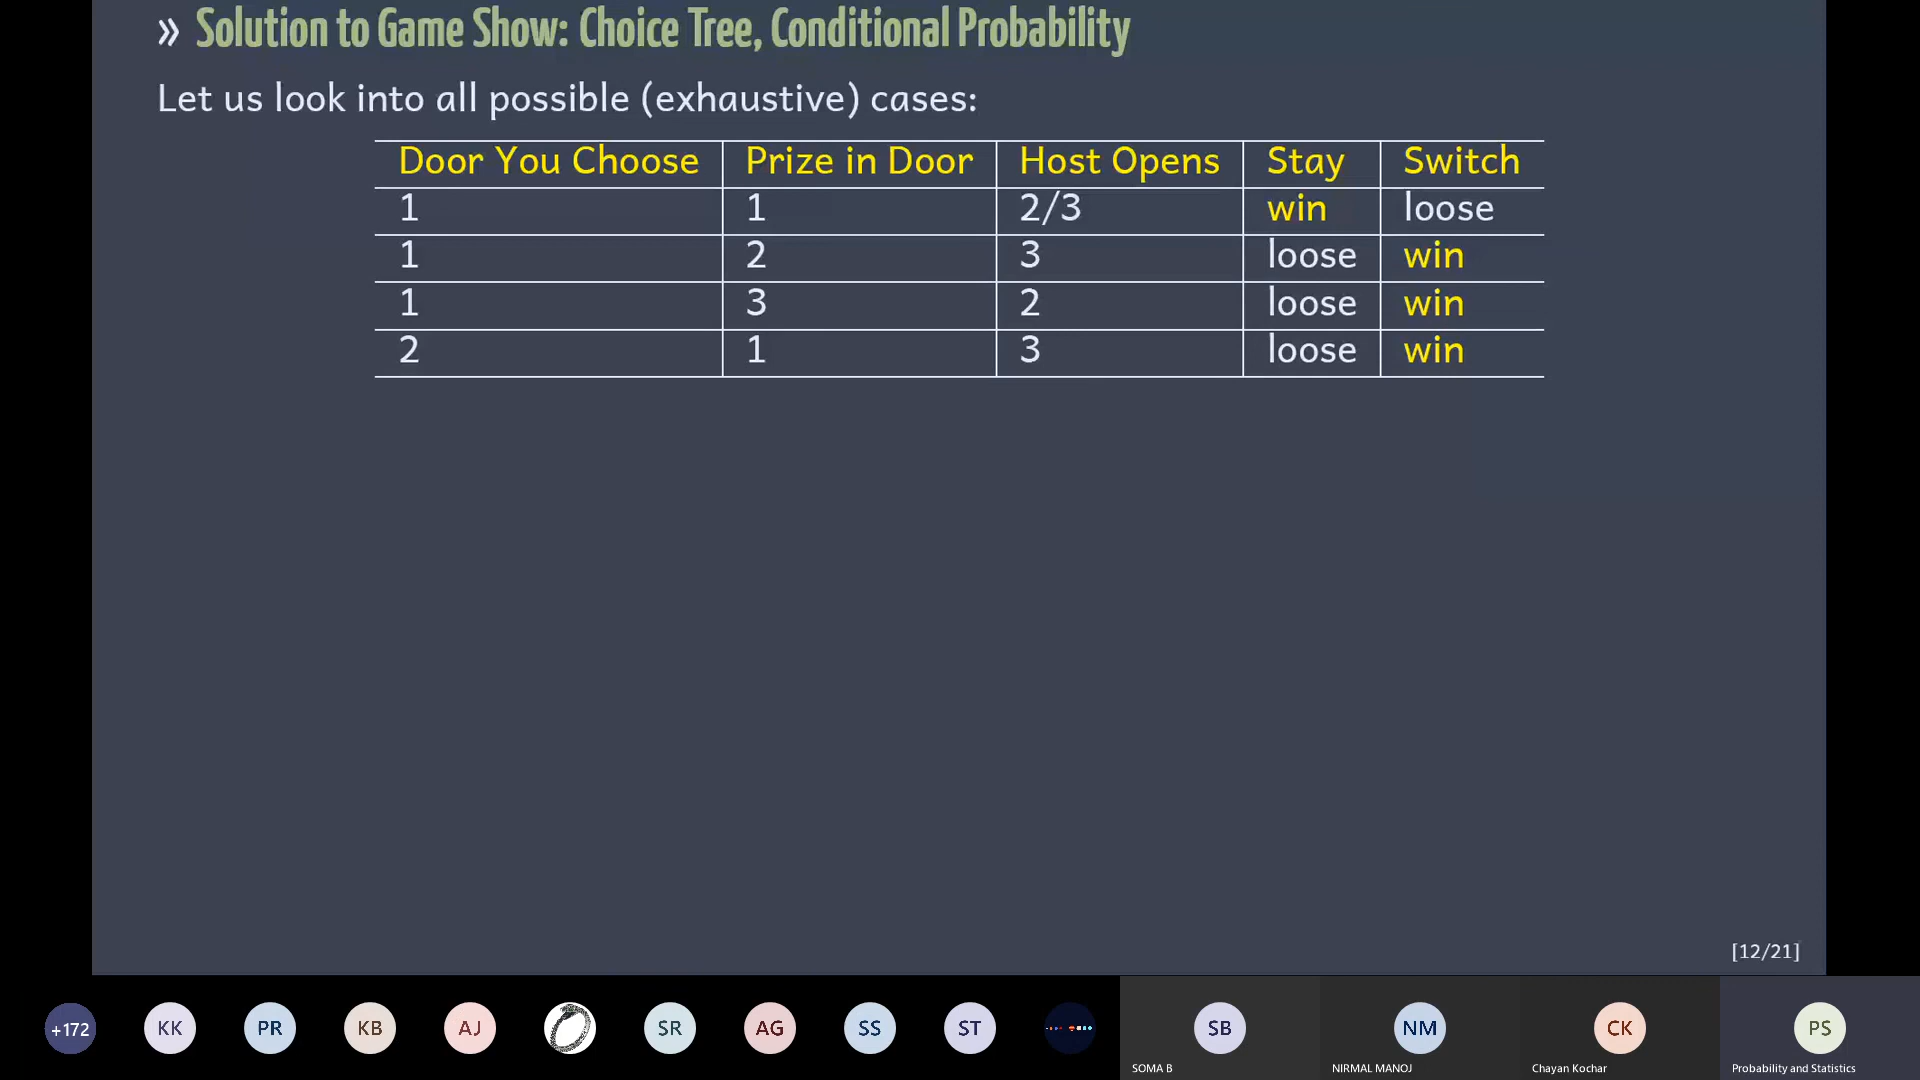 » Solution to Game Show: Choice Tree, Conditional Probability
Let us look into all possible (exhaustive) cases:
Door You Choose Prize in Door Host Opens Stay Switch
1 1 2/3 win loose
1 2 3 loose win
1 3 2 loose win
2 1 3 loose win
[12/21]
+172 KK PR KB AJ SR AG SS ST SB NM CK PS
SOMA B NIRMAL MANOJ Chayan Kochar Probability and Statistics